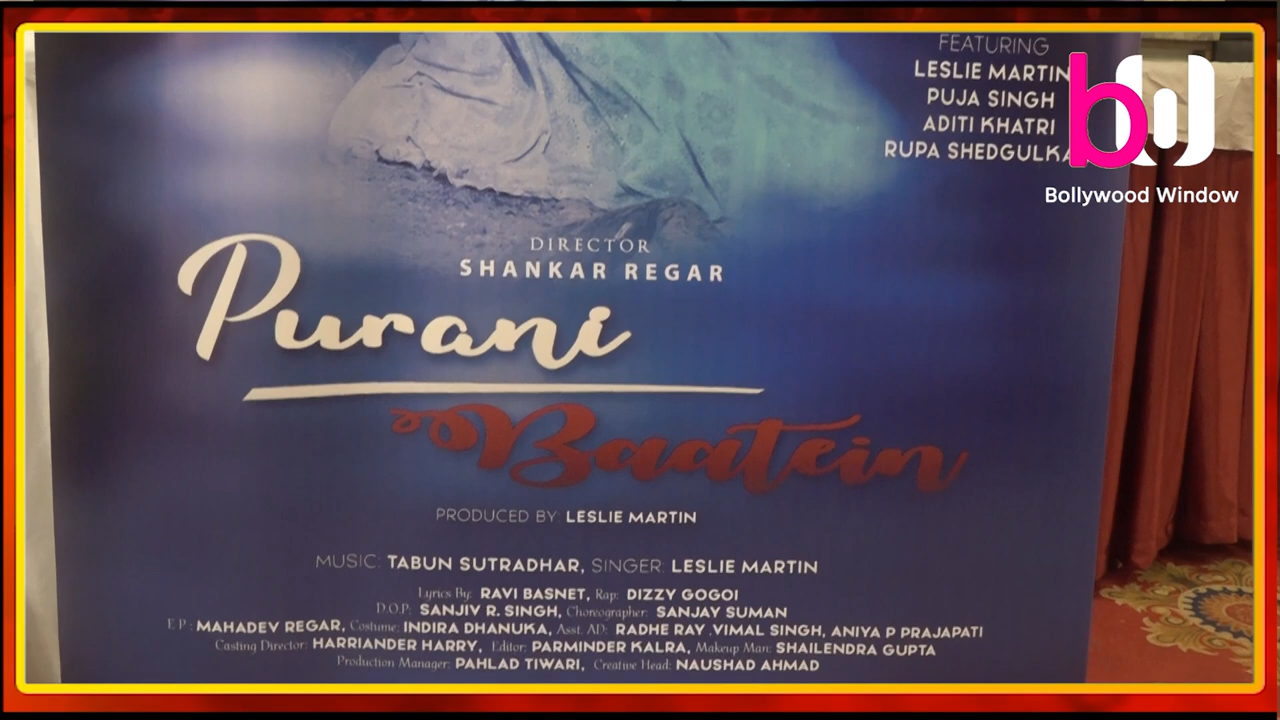 FEATURING
LESLIE MARTIN
PUJA SINGH
ADITI KHATRI
RUPA SHEDGULKA
bw
Bollywood Window
DIRECTOR
SHANKAR REGAR
Purani
Baatein
PRODUCED BY: LESLIE MARTIN
MUSIC: TABUN SUTRADHAR, SINGER: LESLIE MARTIN
Lyrics By: RAVI BASNET, Rap: DIZZY GOGOI
D.O.P: SANJIV R. SINGH, Choreographer: SANJAY SUMAN
E P : MAHADEV REGAR, Costume: INDIRA DHANUKA, Asst. AD: RADHE RAY ,VIMAL SINGH, ANIYA P PRAJAPATI
Casting Director: HARRIANDER HARRY, Editor: PARMINDER KALRA, Makeup Man: SHAILENDRA GUPTA
Production Manager: PAHLAD TIWARI, Creative Head: NAUSHAD AHMAD